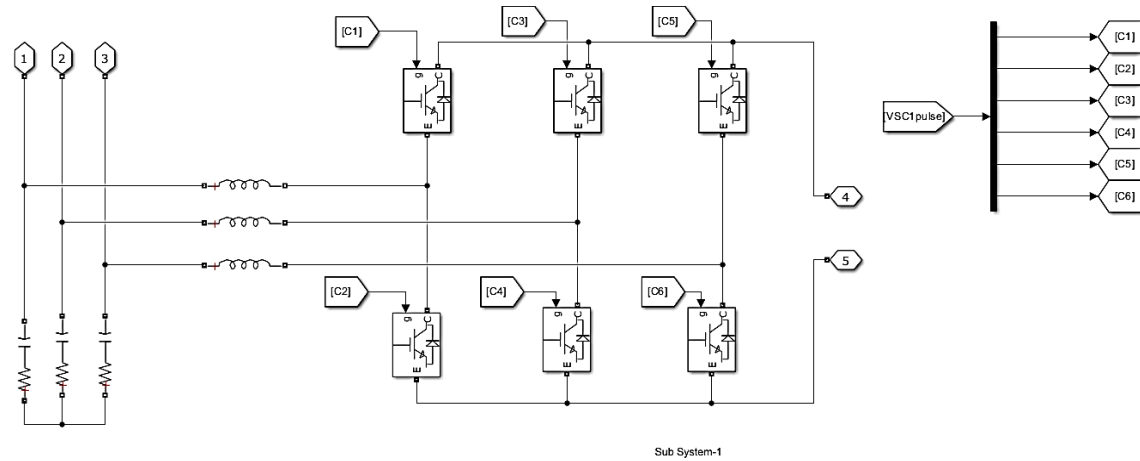 [C1]
[C3]
[C5]
1
2
3
g
C
E
g
C
E
g
C
E
[VSC1pulse]
[C1]
[C2]
[C3]
[C4]
[C5]
[C6]
4
5
[C2]
[C4]
[C6]
g
C
E
g
C
E
g
C
E
Sub System-1